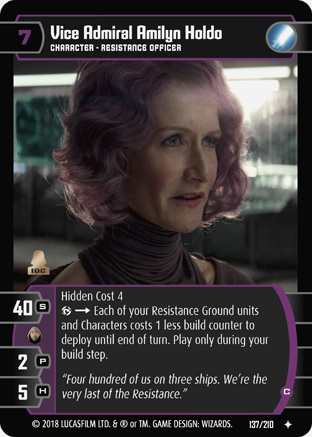 7 Vice Admiral Amilyn Holdo
CHARACTER - RESISTANCE OFFICER
40 S
2 P
5 H
Hidden Cost 4
Each of your Resistance Ground units
and Characters costs 1 less build counter to
deploy until end of turn. Play only during your
build step.
"Four hundred of us on three ships. We're the
very last of the Resistance."
C
© 2018 LUCASFILM LTD. & ® or TM. GAME DESIGN: WIZARDS. 137/210